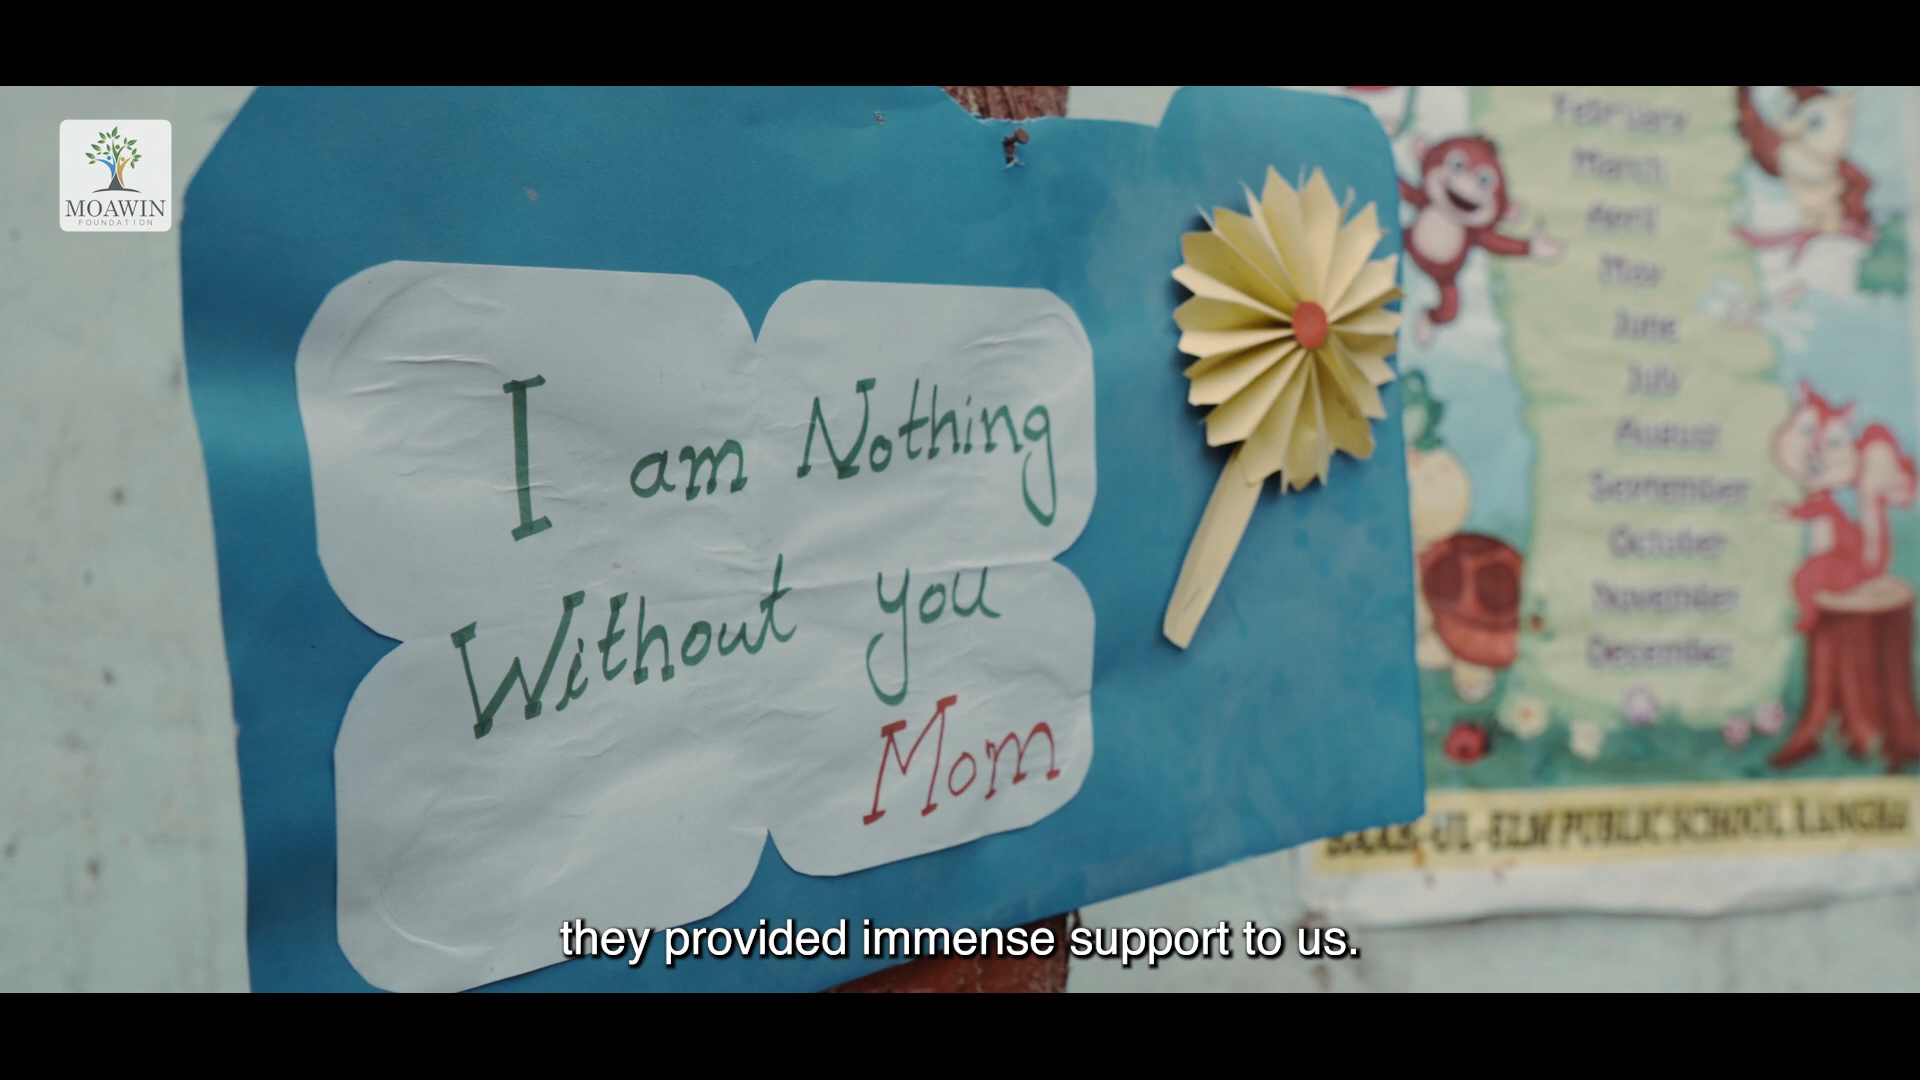 MOAWIN
FOUNDATION
I am Nothing
Without you
Mom
February
March
April
May
June
July
August
September
October
November
December
PUBLIC SCHOOL
they provided immense support to us.